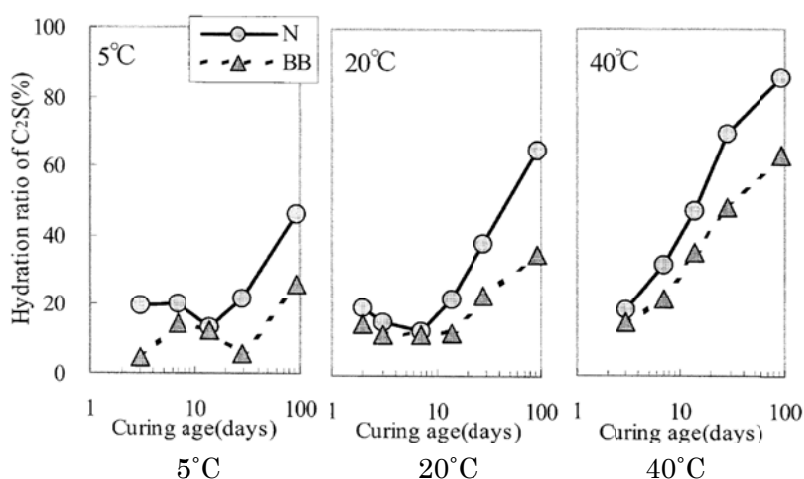 100
80
60
40
20
0
Hydration ratio of C2S(%)
5℃
N
BB
20℃
40℃
1 10 100
1 10 100
1 10 100
Curing age(days)
Curing age(days)
Curing age(days)
5°C
20°C
40°C